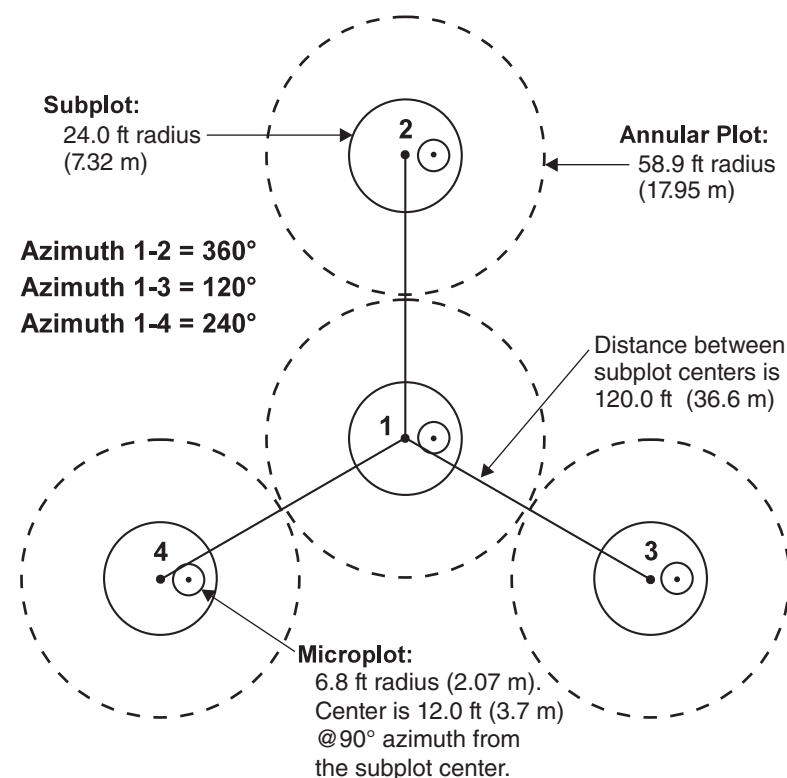 Subplot:
24.0 ft radius
(7.32 m)
2
Annular Plot:
58.9 ft radius
(17.95 m)
Azimuth 1-2 = 360°
Azimuth 1-3 = 120°
Azimuth 1-4 = 240°
Distance between
subplot centers is
120.0 ft (36.6 m)
1
4
3
Microplot:
6.8 ft radius (2.07 m).
Center is 12.0 ft (3.7 m)
@90° azimuth from
the subplot center.